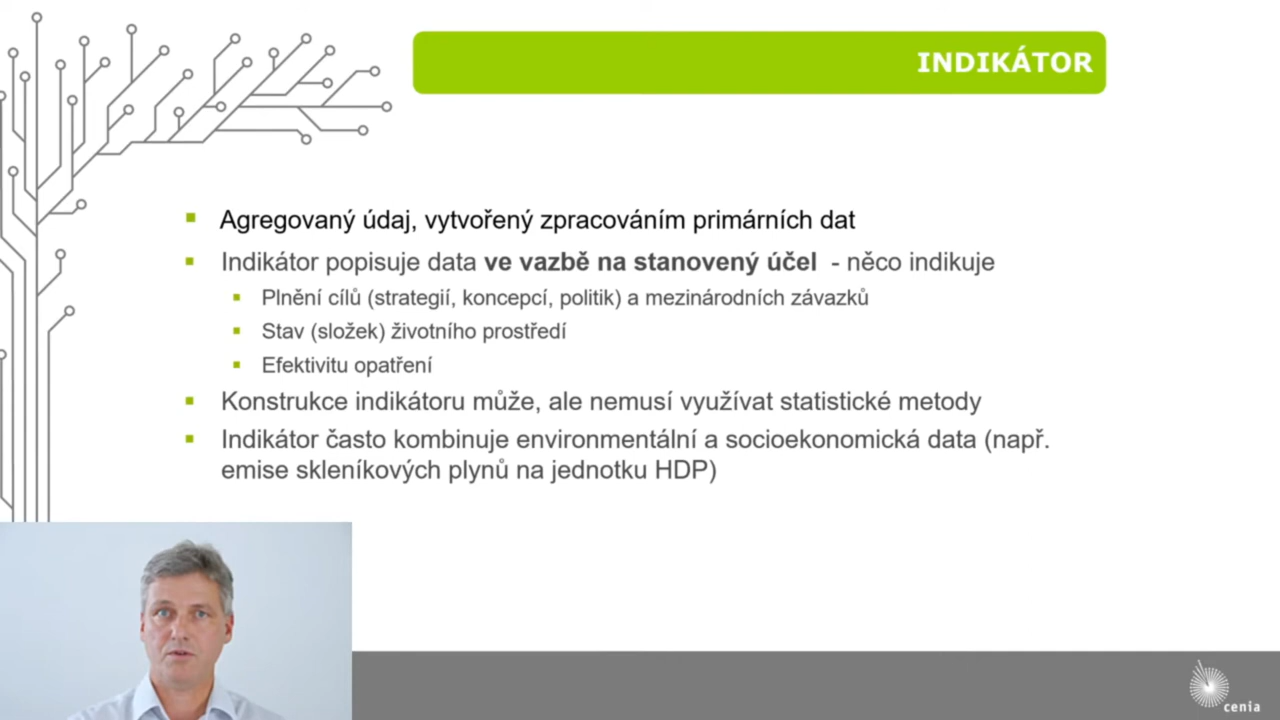 INDIKÁTOR
Agregovaný údaj, vytvořený zpracováním primárních dat
Indikátor popisuje data ve vazbě na stanovený účel - něco indikuje
Plnění cílů (strategií, koncepcí, politik) a mezinárodních závazků
Stav (složek) životního prostředí
Efektivitu opatření
Konstrukce indikátoru může, ale nemusí využívat statistické metody
Indikátor často kombinuje environmentální a socioekonomická data (např.
emise skleníkových plynů na jednotku HDP)
cenia